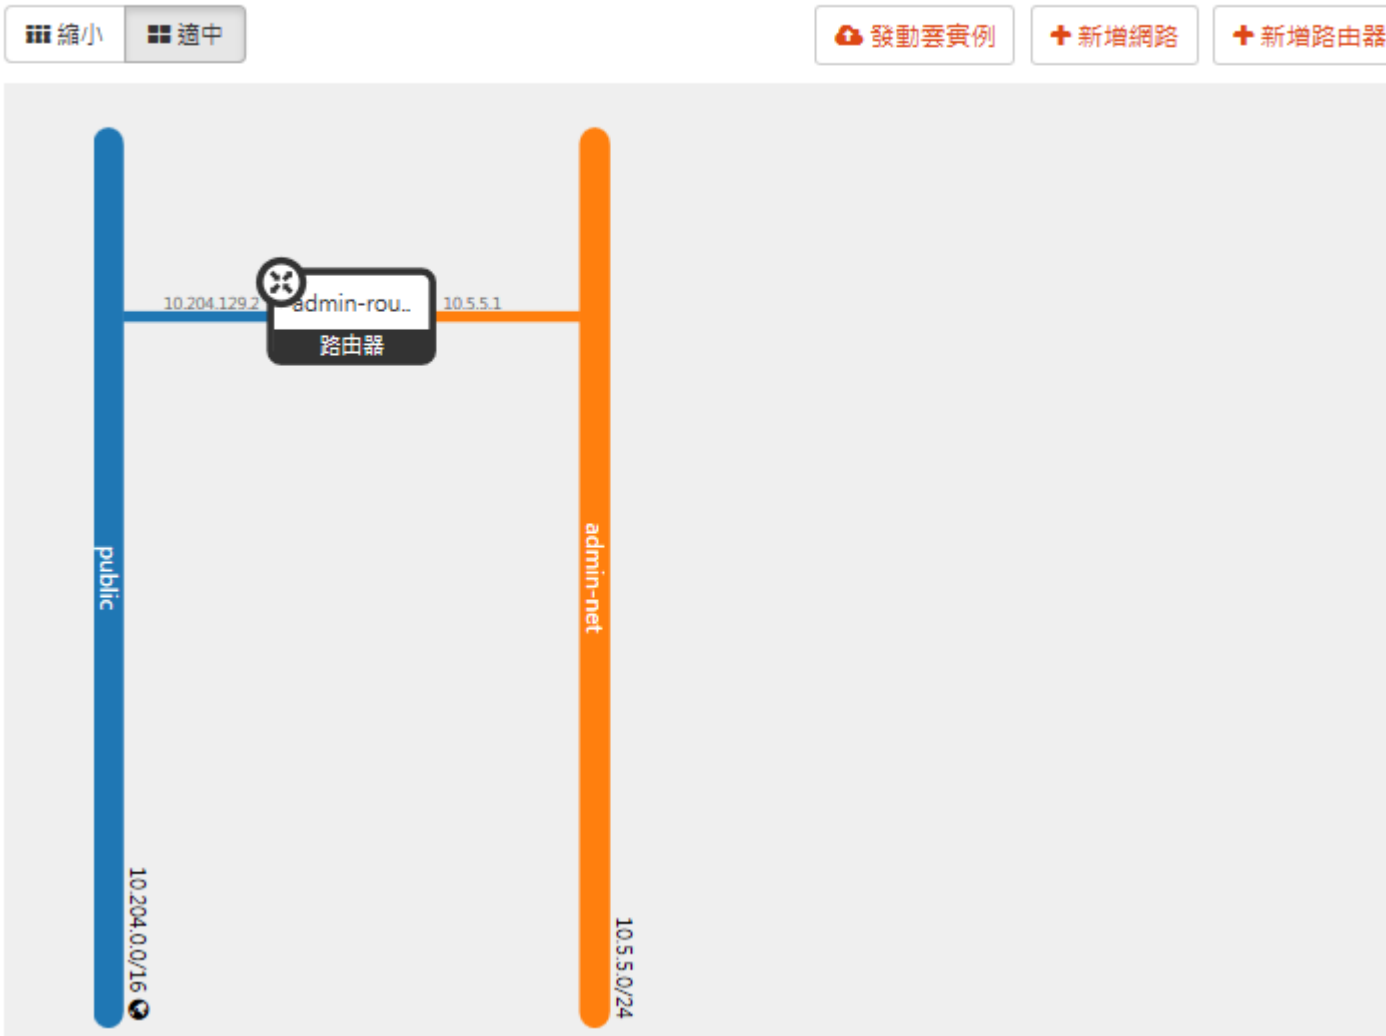 縮小
適中
發動雲實例
新增網路
新增路由器
10.204.129.2
admin-rou..
10.5.5.1
路由器
public
admin-net
10.204.0.0/16
10.5.5.0/24